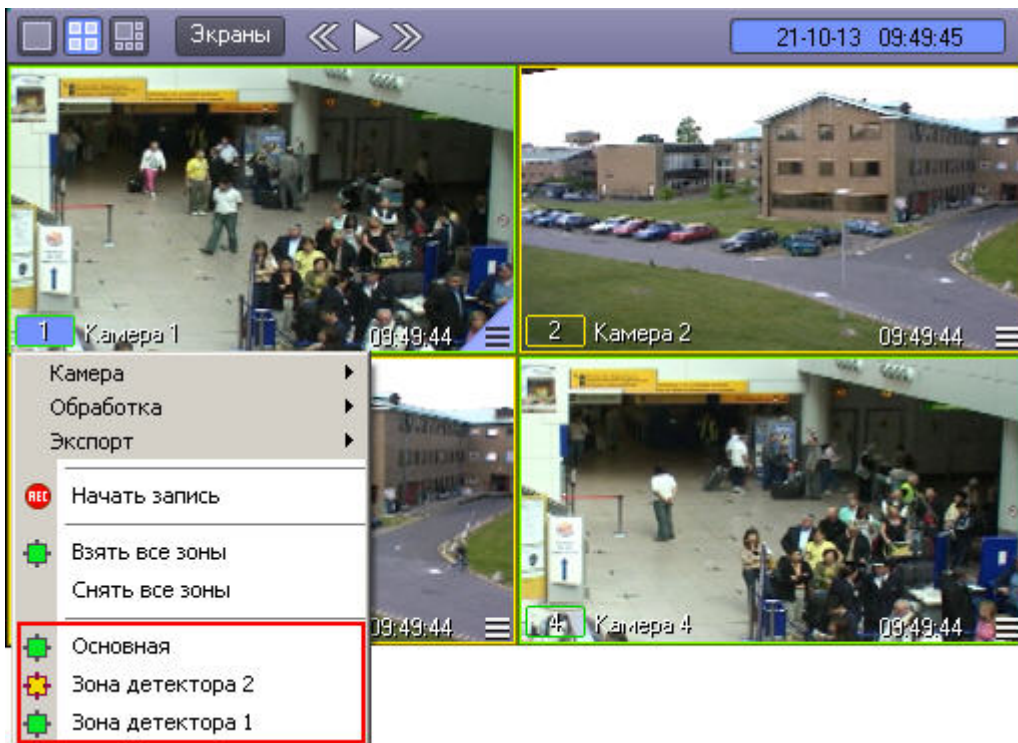 Экраны
21-10-13 09:49:45
1 Камера 1 09:49:44
2 Камера 2 09:49:44
Камера
Обработка
Экспорт
REC Начать запись
Взять все зоны
Снять все зоны
09:49:44
4 Камера 4 09:49:44
Основная
Зона детектора 2
Зона детектора 1